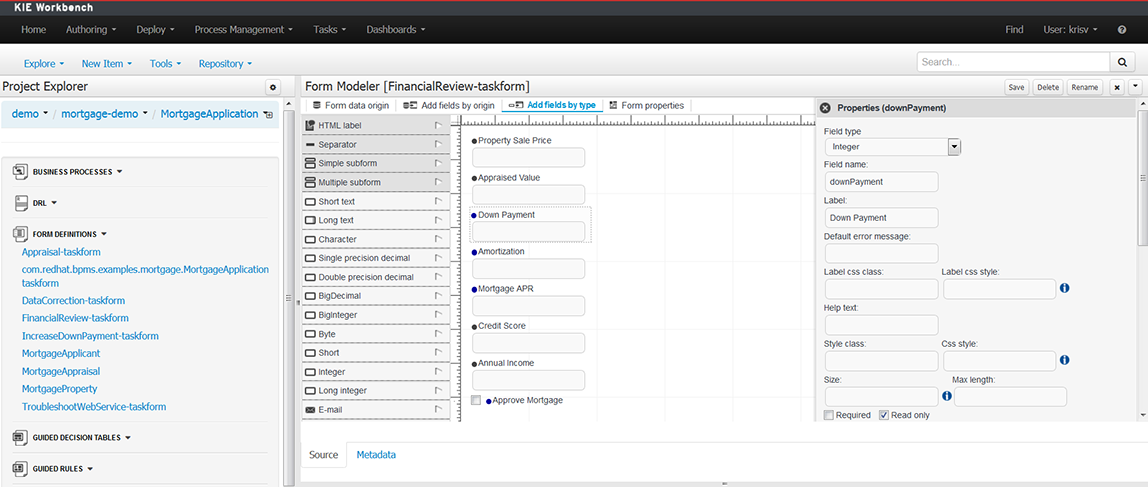 KIE Workbench
Home Authoring Deploy Process Management Tasks Dashboards Find User: krisv
Explore New Item Tools Repository Search...
Project Explorer
demo / mortgage-demo / MortgageApplication
BUSINESS PROCESSES
DRL
FORM DEFINITIONS
Appraisal-taskform
com.redhat.bpms.examples.mortgage.MortgageApplication
taskform
DataCorrection-taskform
FinancialReview-taskform
IncreaseDownPayment-taskform
MortgageApplicant
MortgageAppraisal
MortgageProperty
TroubleshootWebService-taskform
GUIDED DECISION TABLES
GUIDED RULES
Form Modeler [FinancialReview-taskform]
Save Delete Rename
Form data origin Add fields by origin Add fields by type Form properties
HTML label
Separator
Simple subform
Multiple subform
Short text
Long text
Character
Single precision decimal
Double precision decimal
BigDecimal
BigInteger
Byte
Short
Integer
Long integer
E-mail
Property Sale Price
Appraised Value
Down Payment
Amortization
Mortgage APR
Credit Score
Annual Income
Approve Mortgage
Properties (downPayment)
Field type
Integer
Field name:
downPayment
Label:
Down Payment
Default error message:
Label css class: Label css style:
Help text:
Style class: Css style:
Size: Max length:
Required Read only
Source Metadata